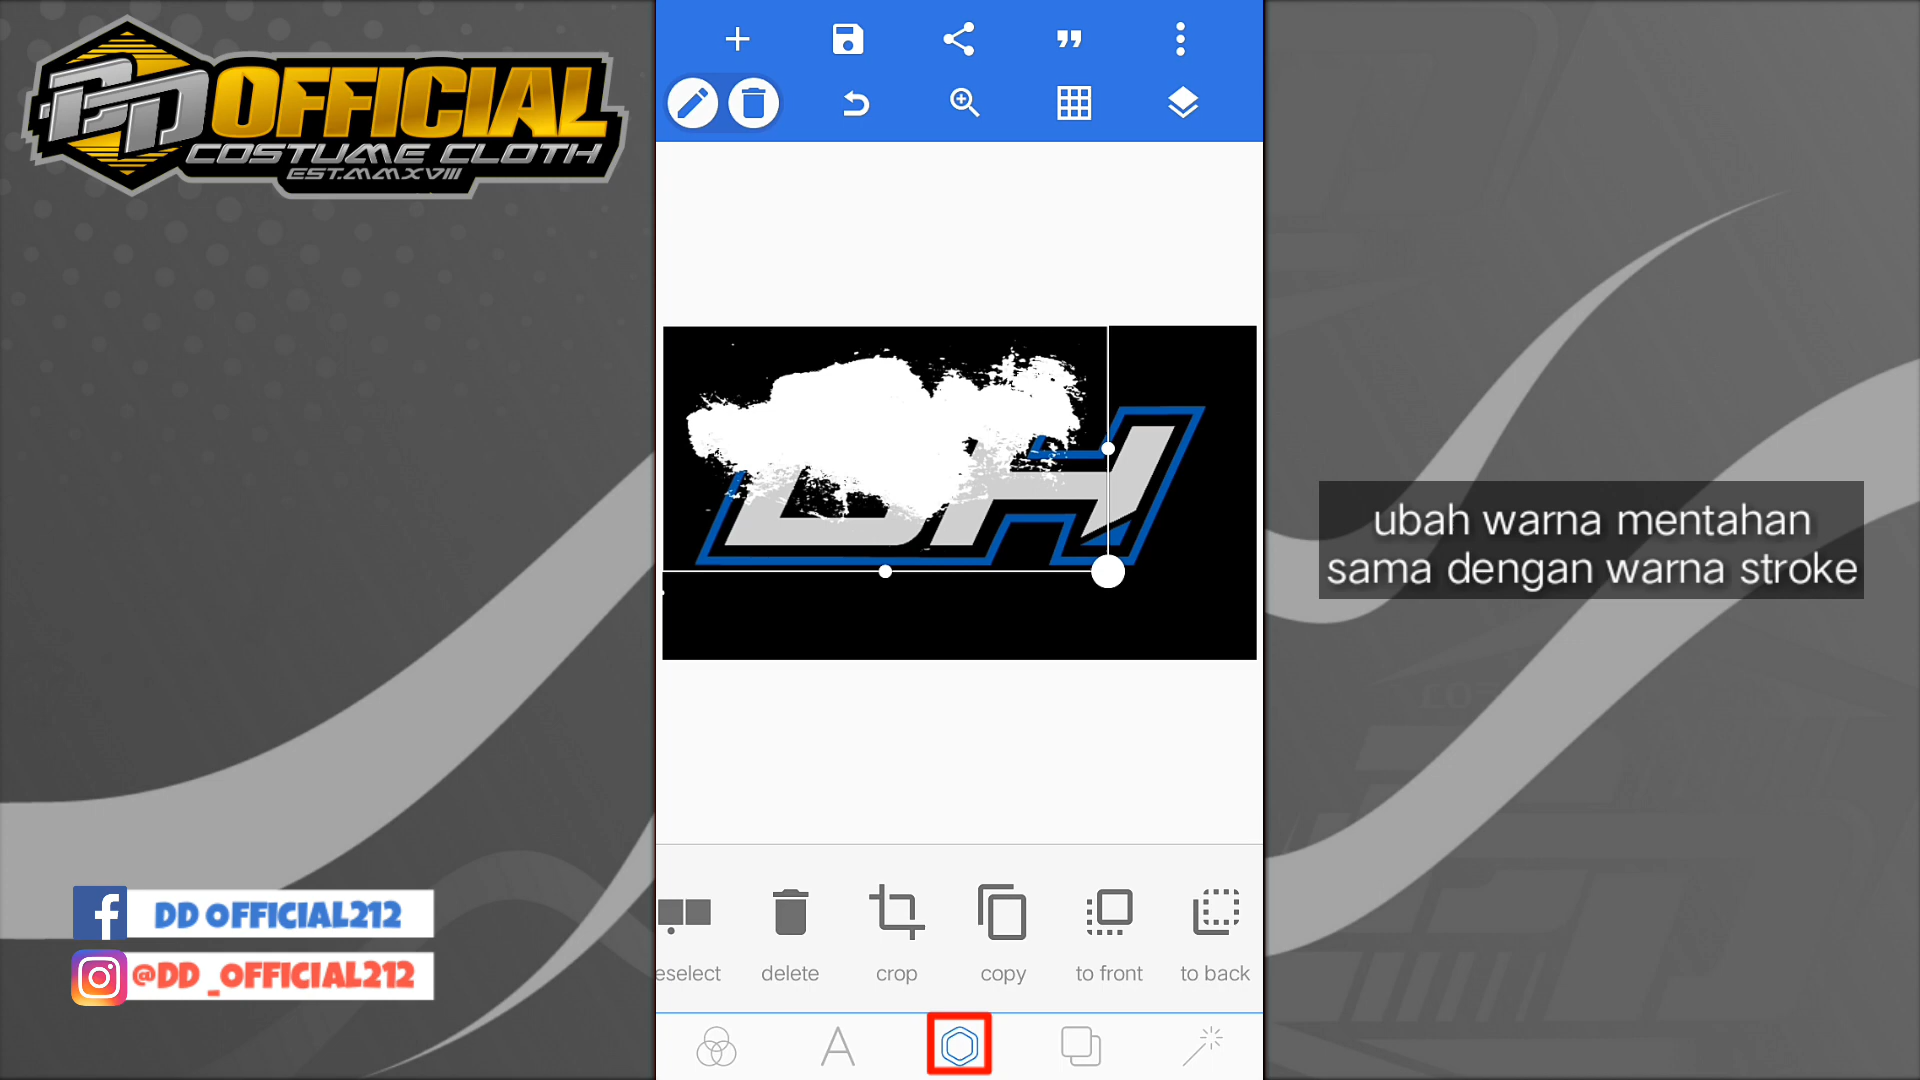 DD OFFICIAL
COSTUME CLOTH
EST.MMXVIII
DH
ubah warna mentahan
sama dengan warna stroke
eselect
delete
crop
copy
to front
to back
A
DD OFFICIAL212
@DD_OFFICIAL212